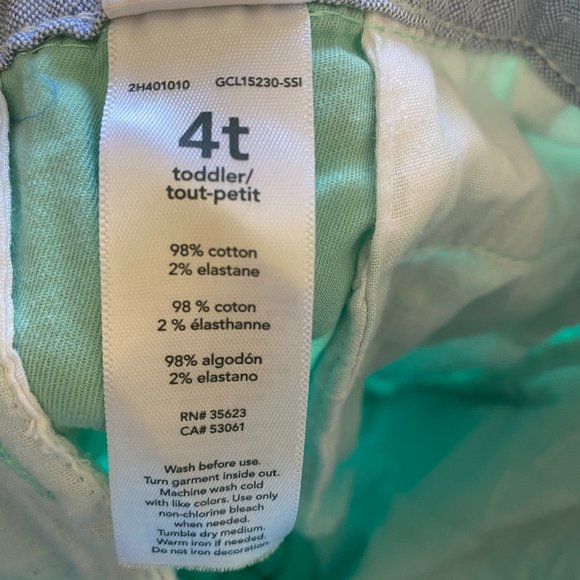 2H401010 GCL15230-SSI
4t
toddler/
tout-petit
98% cotton
2% elastane
98 % coton
2 % élasthanne
98% algodón
2% elastano
RN# 35623
CA# 53061
Wash before use.
Turn garment inside out.
Machine wash cold
with like colors. Use only
non-chlorine bleach
when needed.
Tumble dry medium.
Warm iron if needed.
Do not iron decoration.